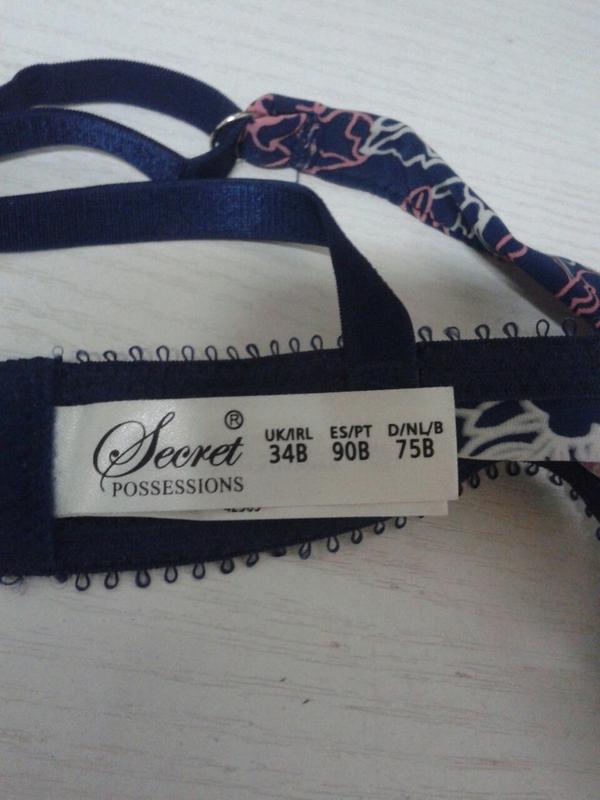 Secret®
POSSESSIONS
UK/IRL ES/PT D/NL/B
34B 90B 75B